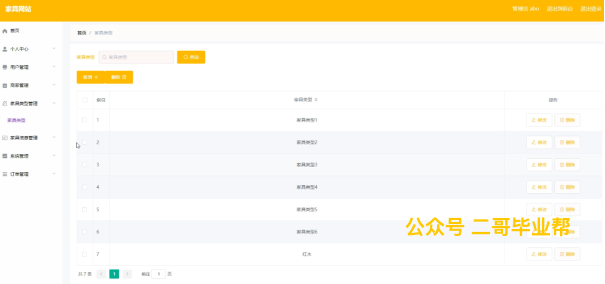 家具网站
管理员 abo 退出到前台 退出登录
首页
个人中心
用户管理
商家管理
家具类型管理
家具类型
家具信息管理
系统管理
订单管理
首页 / 家具类型
家具类型 家具类型 查询
新增 删除
索引 家具类型 操作
1 家具类型1 修改 删除
2 家具类型2 修改 删除
3 家具类型3 修改 删除
4 家具类型4 修改 删除
5 家具类型5 修改 删除
6 家具类型6 修改 删除
7 红木 修改 删除
共 7 条 1 前往 1 页
公众号 二哥毕业帮